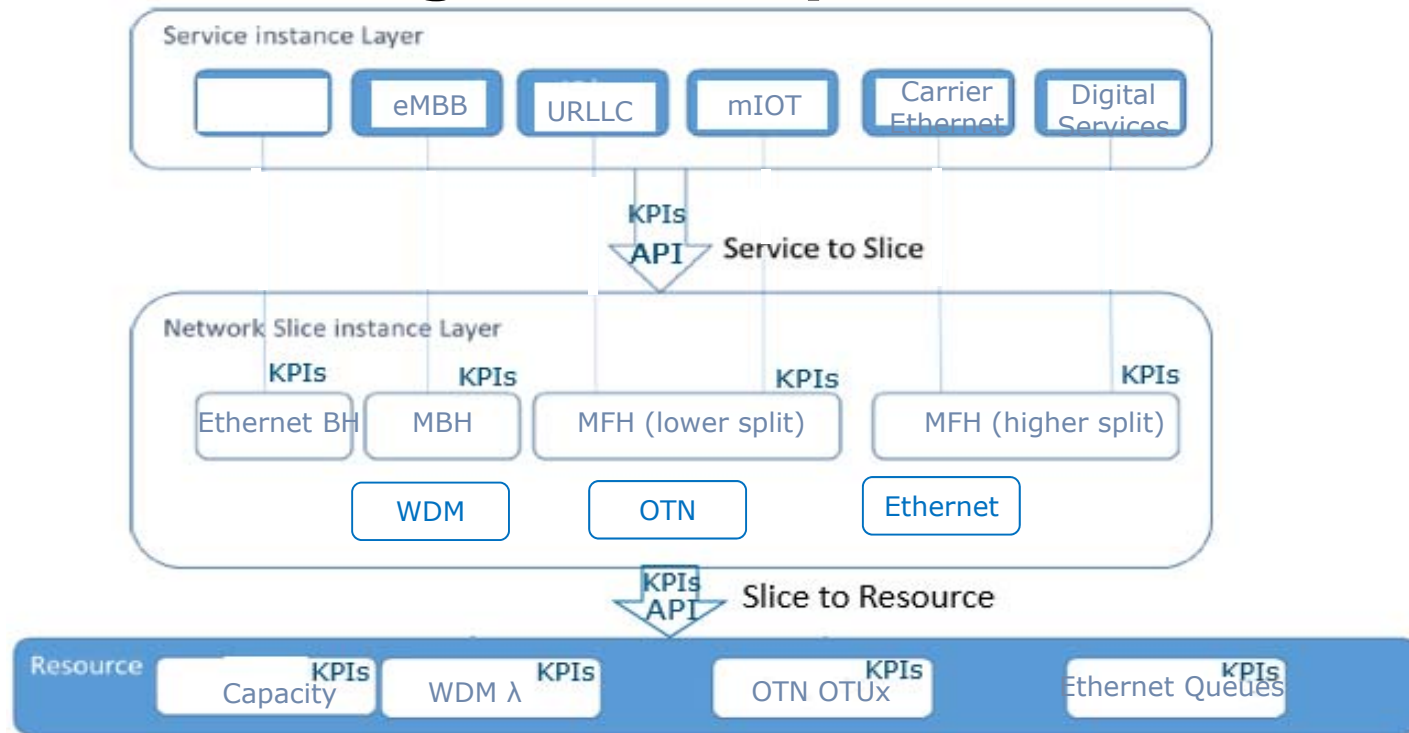 Service instance Layer
eMBB
URLLC
mIOT
Carrier
Ethernet
Digital
Services
KPIs
API
Service to Slice
Network Slice instance Layer
KPIs
KPIs
KPIs
KPIs
Ethernet BH
MBH
MFH (lower split)
MFH (higher split)
WDM
OTN
Ethernet
KPIs
API
Slice to Resource
Resource
KPIs
KPIs
KPIs
KPIs
Capacity
WDM λ
OTN OTUx
Ethernet Queues